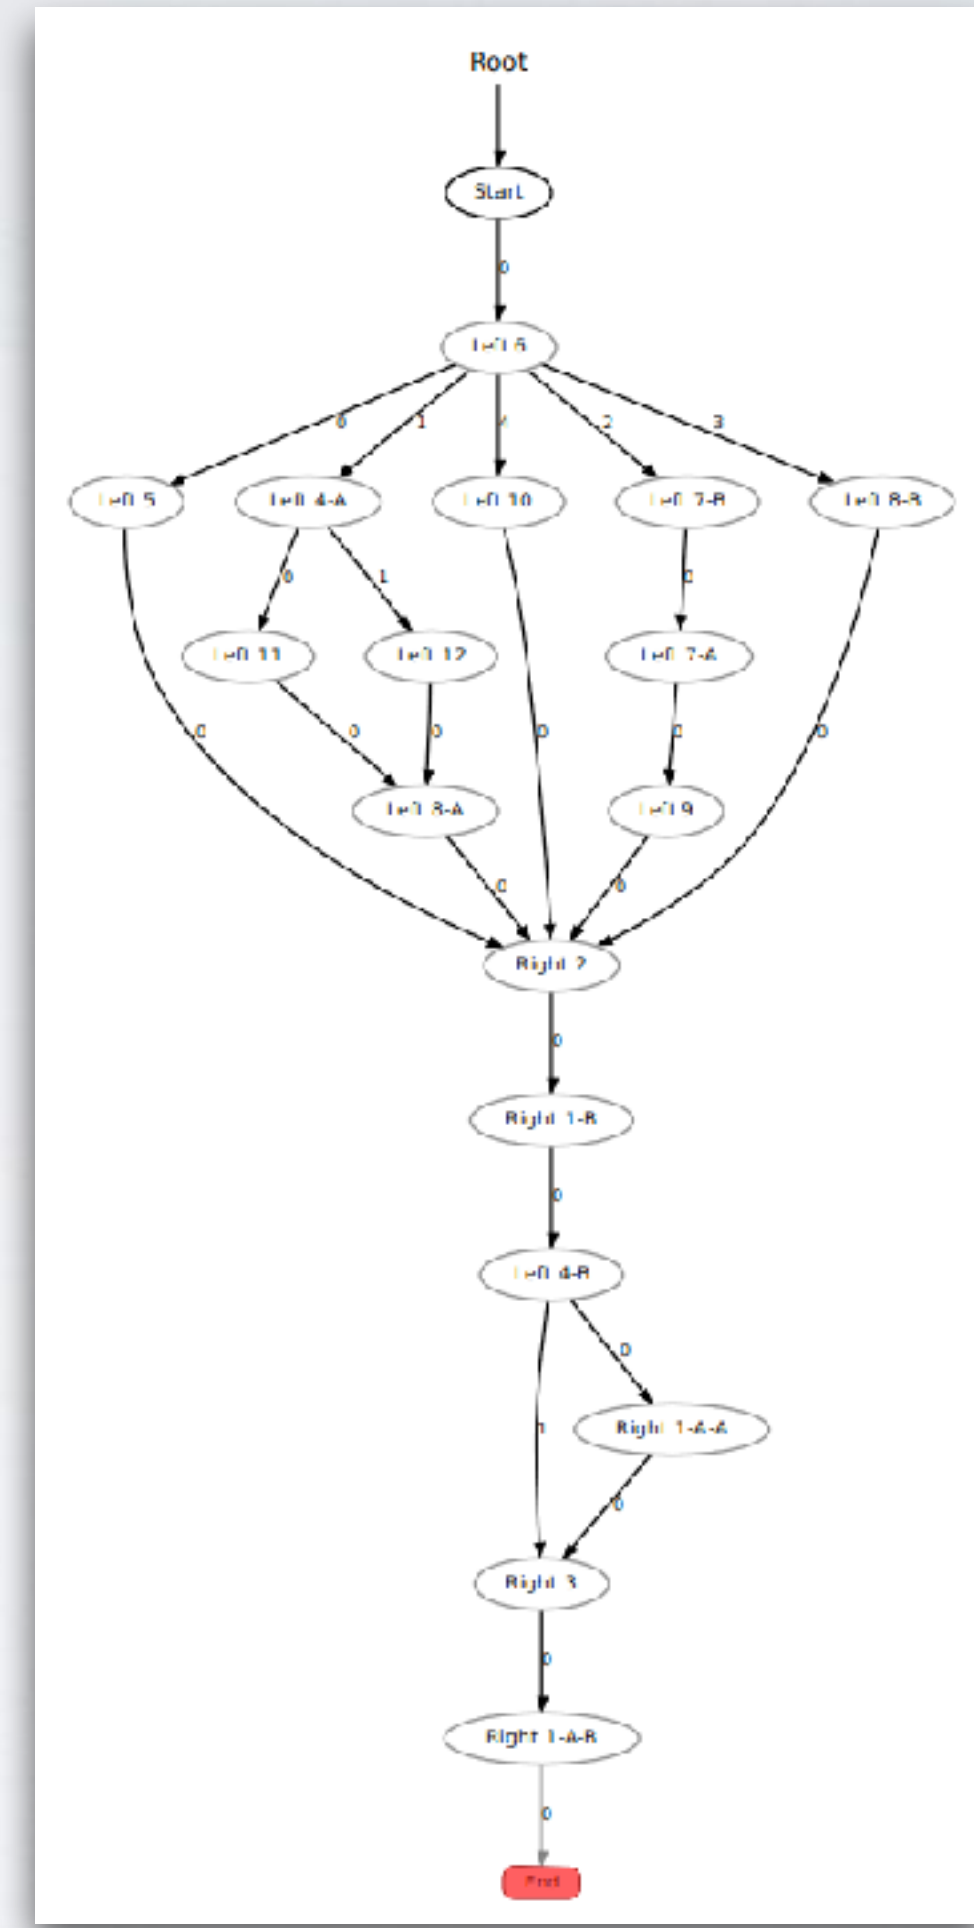 Root
Start
0
Left 6
0 1 4 2 3
Left 5 Left 4-A Left 10 Left 7-B Left 8-B
0 1 0
Left 11 Left 12 Left 7-A
0 0 0 0 0 0
Left 8-A Left 9
0 0
Right 2
0
Right 1-B
0
Left 4-B
0
1 Right 1-A-A
0
Right 3
0
Right 1-A-B
0
End